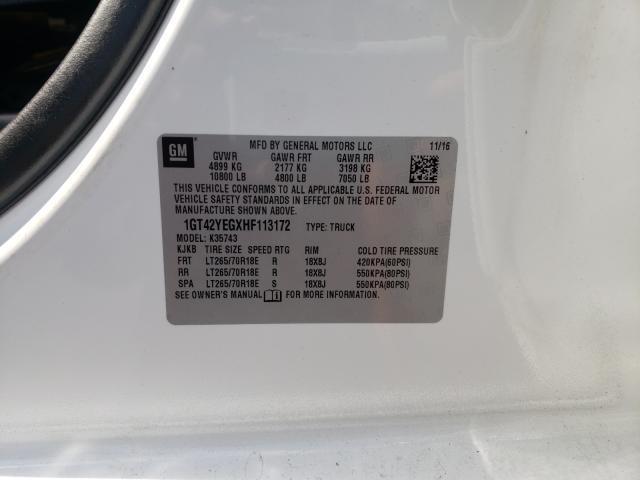 GM
MFD BY GENERAL MOTORS LLC 11/16
GVWR GAWR FRT GAWR RR
4899 KG 2177 KG 3198 KG
10800 LB 4800 LB 7050 LB
THIS VEHICLE CONFORMS TO ALL APPLICABLE U.S. FEDERAL MOTOR
VEHICLE SAFETY STANDARDS IN EFFECT ON THE DATE OF
MANUFACTURE SHOWN ABOVE.
1GT42YEGXHF113172 TYPE: TRUCK
MODEL: K35743
KJKB TIRE SIZE SPEED RTG RIM COLD TIRE PRESSURE
FRT LT265/70R18E R 18X8J 420KPA(60PSI)
RR LT265/70R18E R 18X8J 550KPA(80PSI)
SPA LT265/70R18E S 18X8J 550KPA(80PSI)
SEE OWNER'S MANUAL FOR MORE INFORMATION.